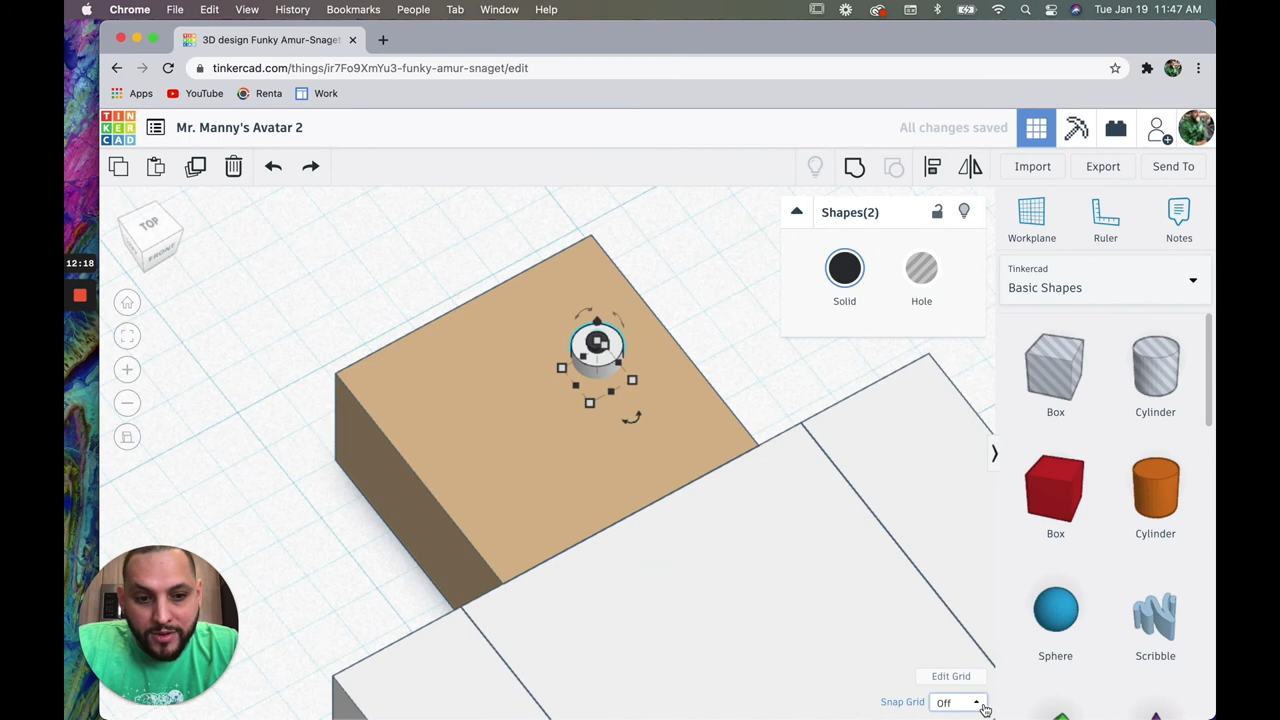 Chrome File Edit View History Bookmarks People Tab Window Help Tue Jan 19 11:47 AM
3D design Funky Amur-Snaget
tinkercad.com/things/ir7Fo9XmYu3-funky-amur-snaget/edit
Apps YouTube Renta Work
TIN
KER
CAD
Mr. Manny's Avatar 2 All changes saved
Import Export Send To
TOP
FRONT
Shapes(2)
Workplane Ruler Notes
12:18
Tinkercad
Basic Shapes
Solid Hole
Box Cylinder
Box Cylinder
Sphere Scribble
Edit Grid
Snap Grid Off